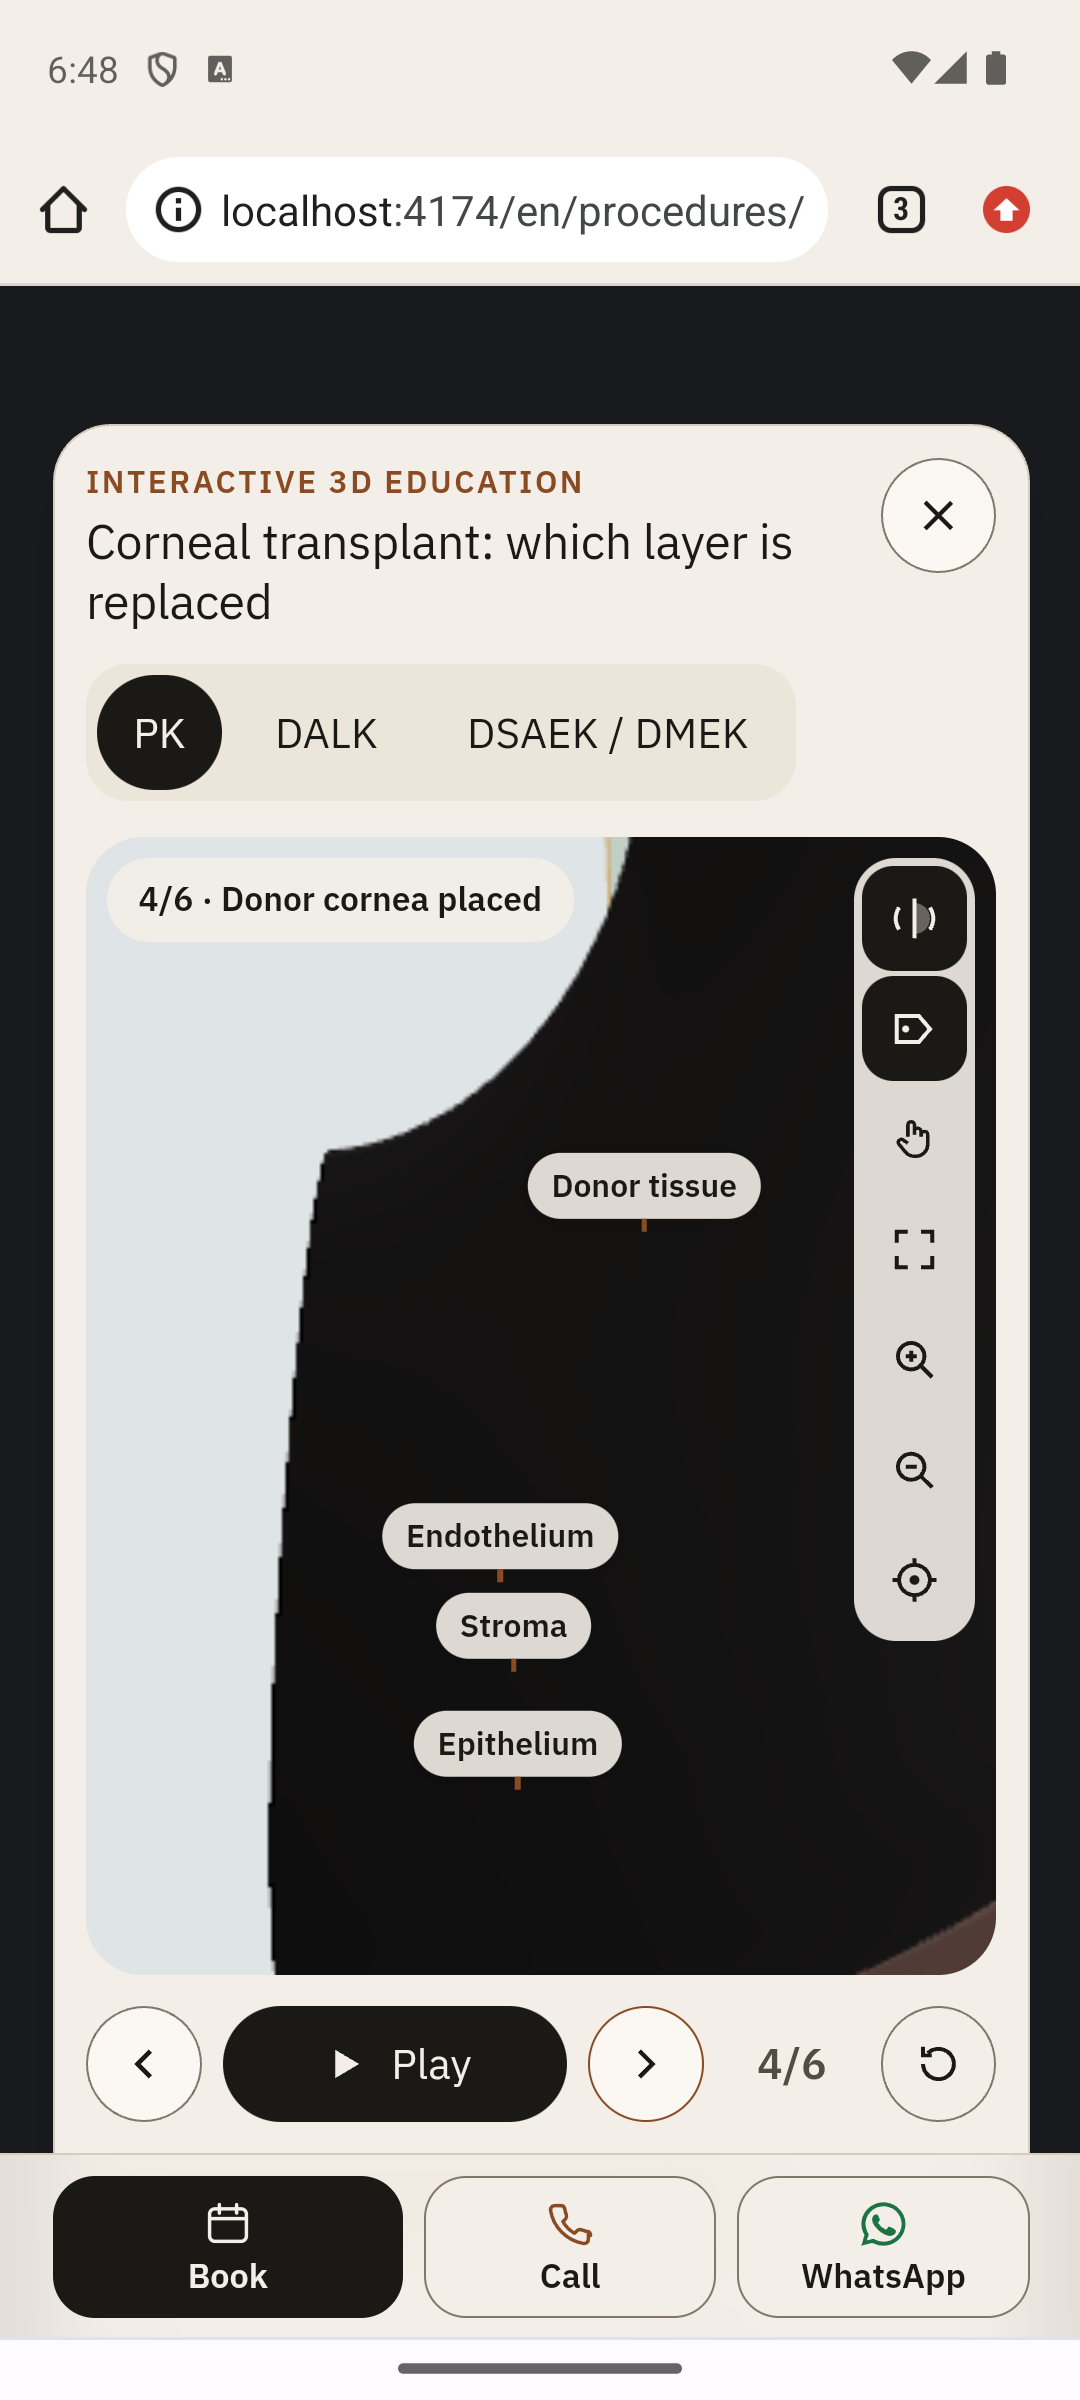 6:48
localhost:4174/en/procedures/
3
INTERACTIVE 3D EDUCATION
Corneal transplant: which layer is
replaced
PK
DALK
DSAEK / DMEK
4/6 · Donor cornea placed
Donor tissue
Endothelium
Stroma
Epithelium
Play
4/6
Book
Call
WhatsApp